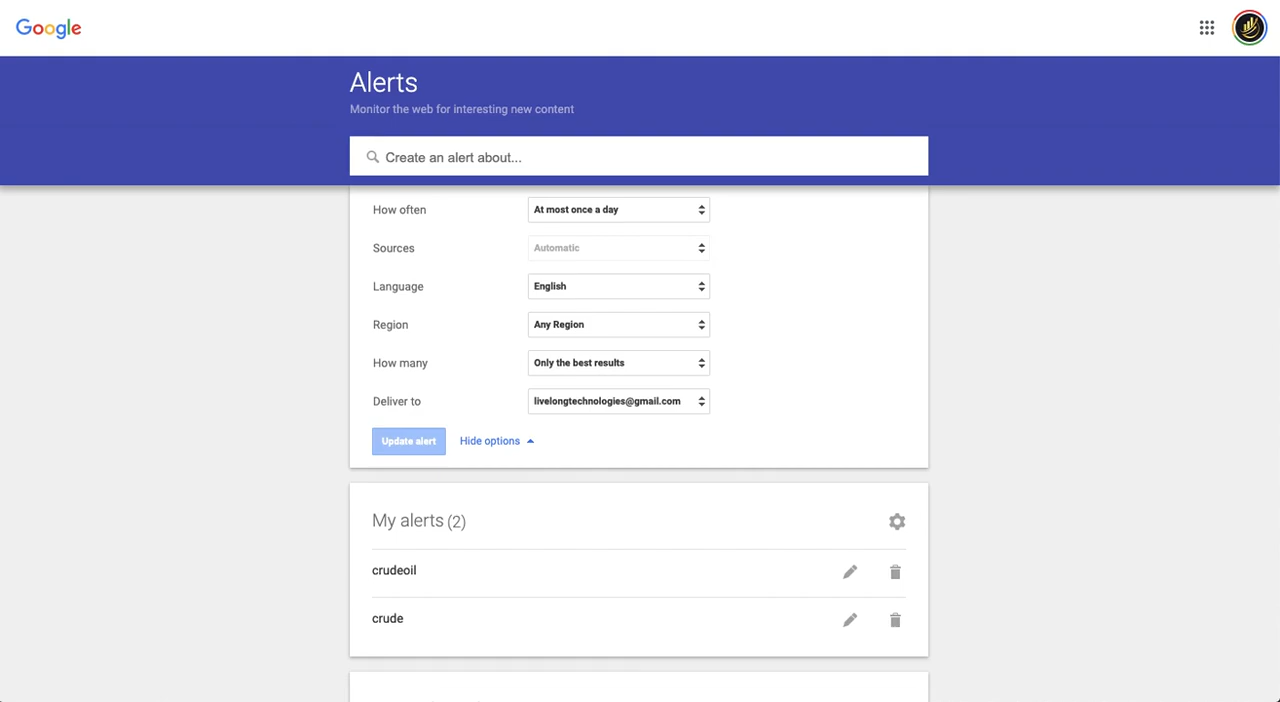 Google
Alerts
Monitor the web for interesting new content
Create an alert about...
How often At most once a day
Sources Automatic
Language English
Region Any Region
How many Only the best results
Deliver to livelongtechnologies@gmail.com
Update alert Hide options
My alerts (2)
crudeoil
crude